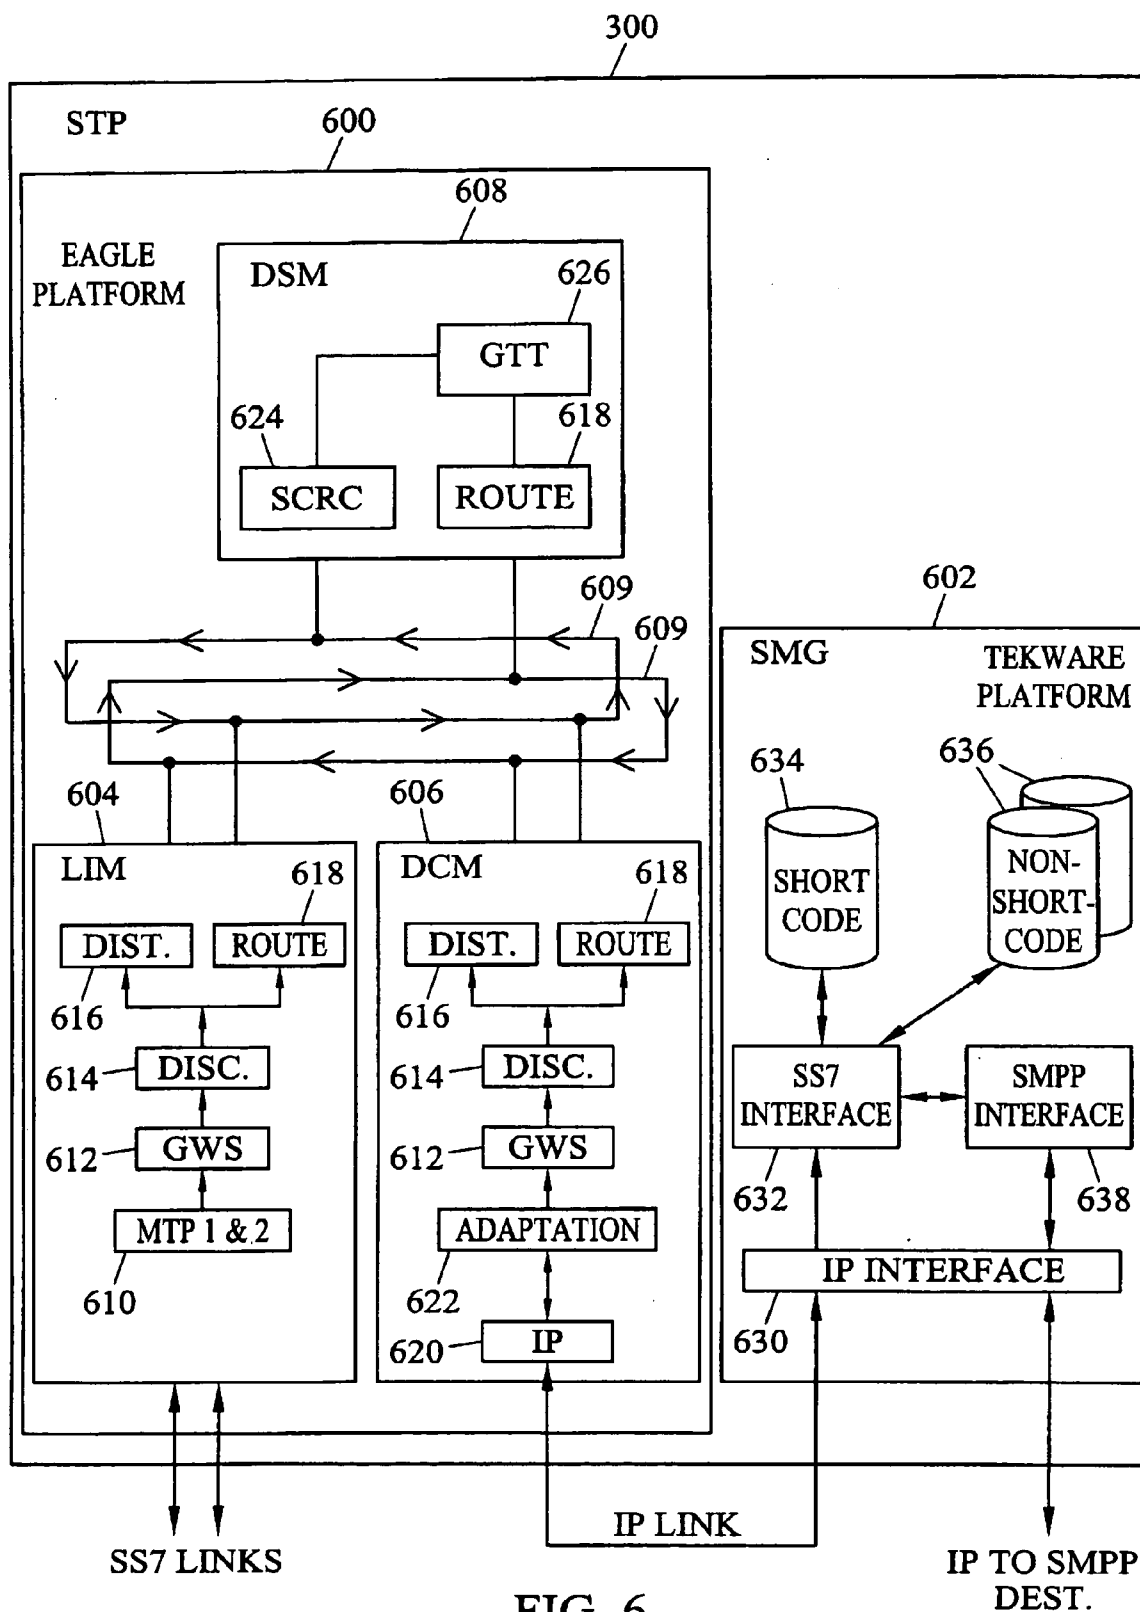 300
STP
600
608
EAGLE
PLATFORM
DSM
626
GTT
624
618
SCRC
ROUTE
609
609
602
SMG
TEKWARE
PLATFORM
634
636
SHORT
CODE
NON-
SHORT-
CODE
604
606
LIM
618
DCM
618
DIST.
ROUTE
DIST.
ROUTE
616
616
614
DISC.
614
DISC.
612
GWS
612
GWS
MTP 1 & 2
ADAPTATION
610
622
620
IP
SS7
INTERFACE
SMPP
INTERFACE
632
638
IP INTERFACE
630
IP LINK
SS7 LINKS
IP TO SMPP
DEST.
FIG. 6